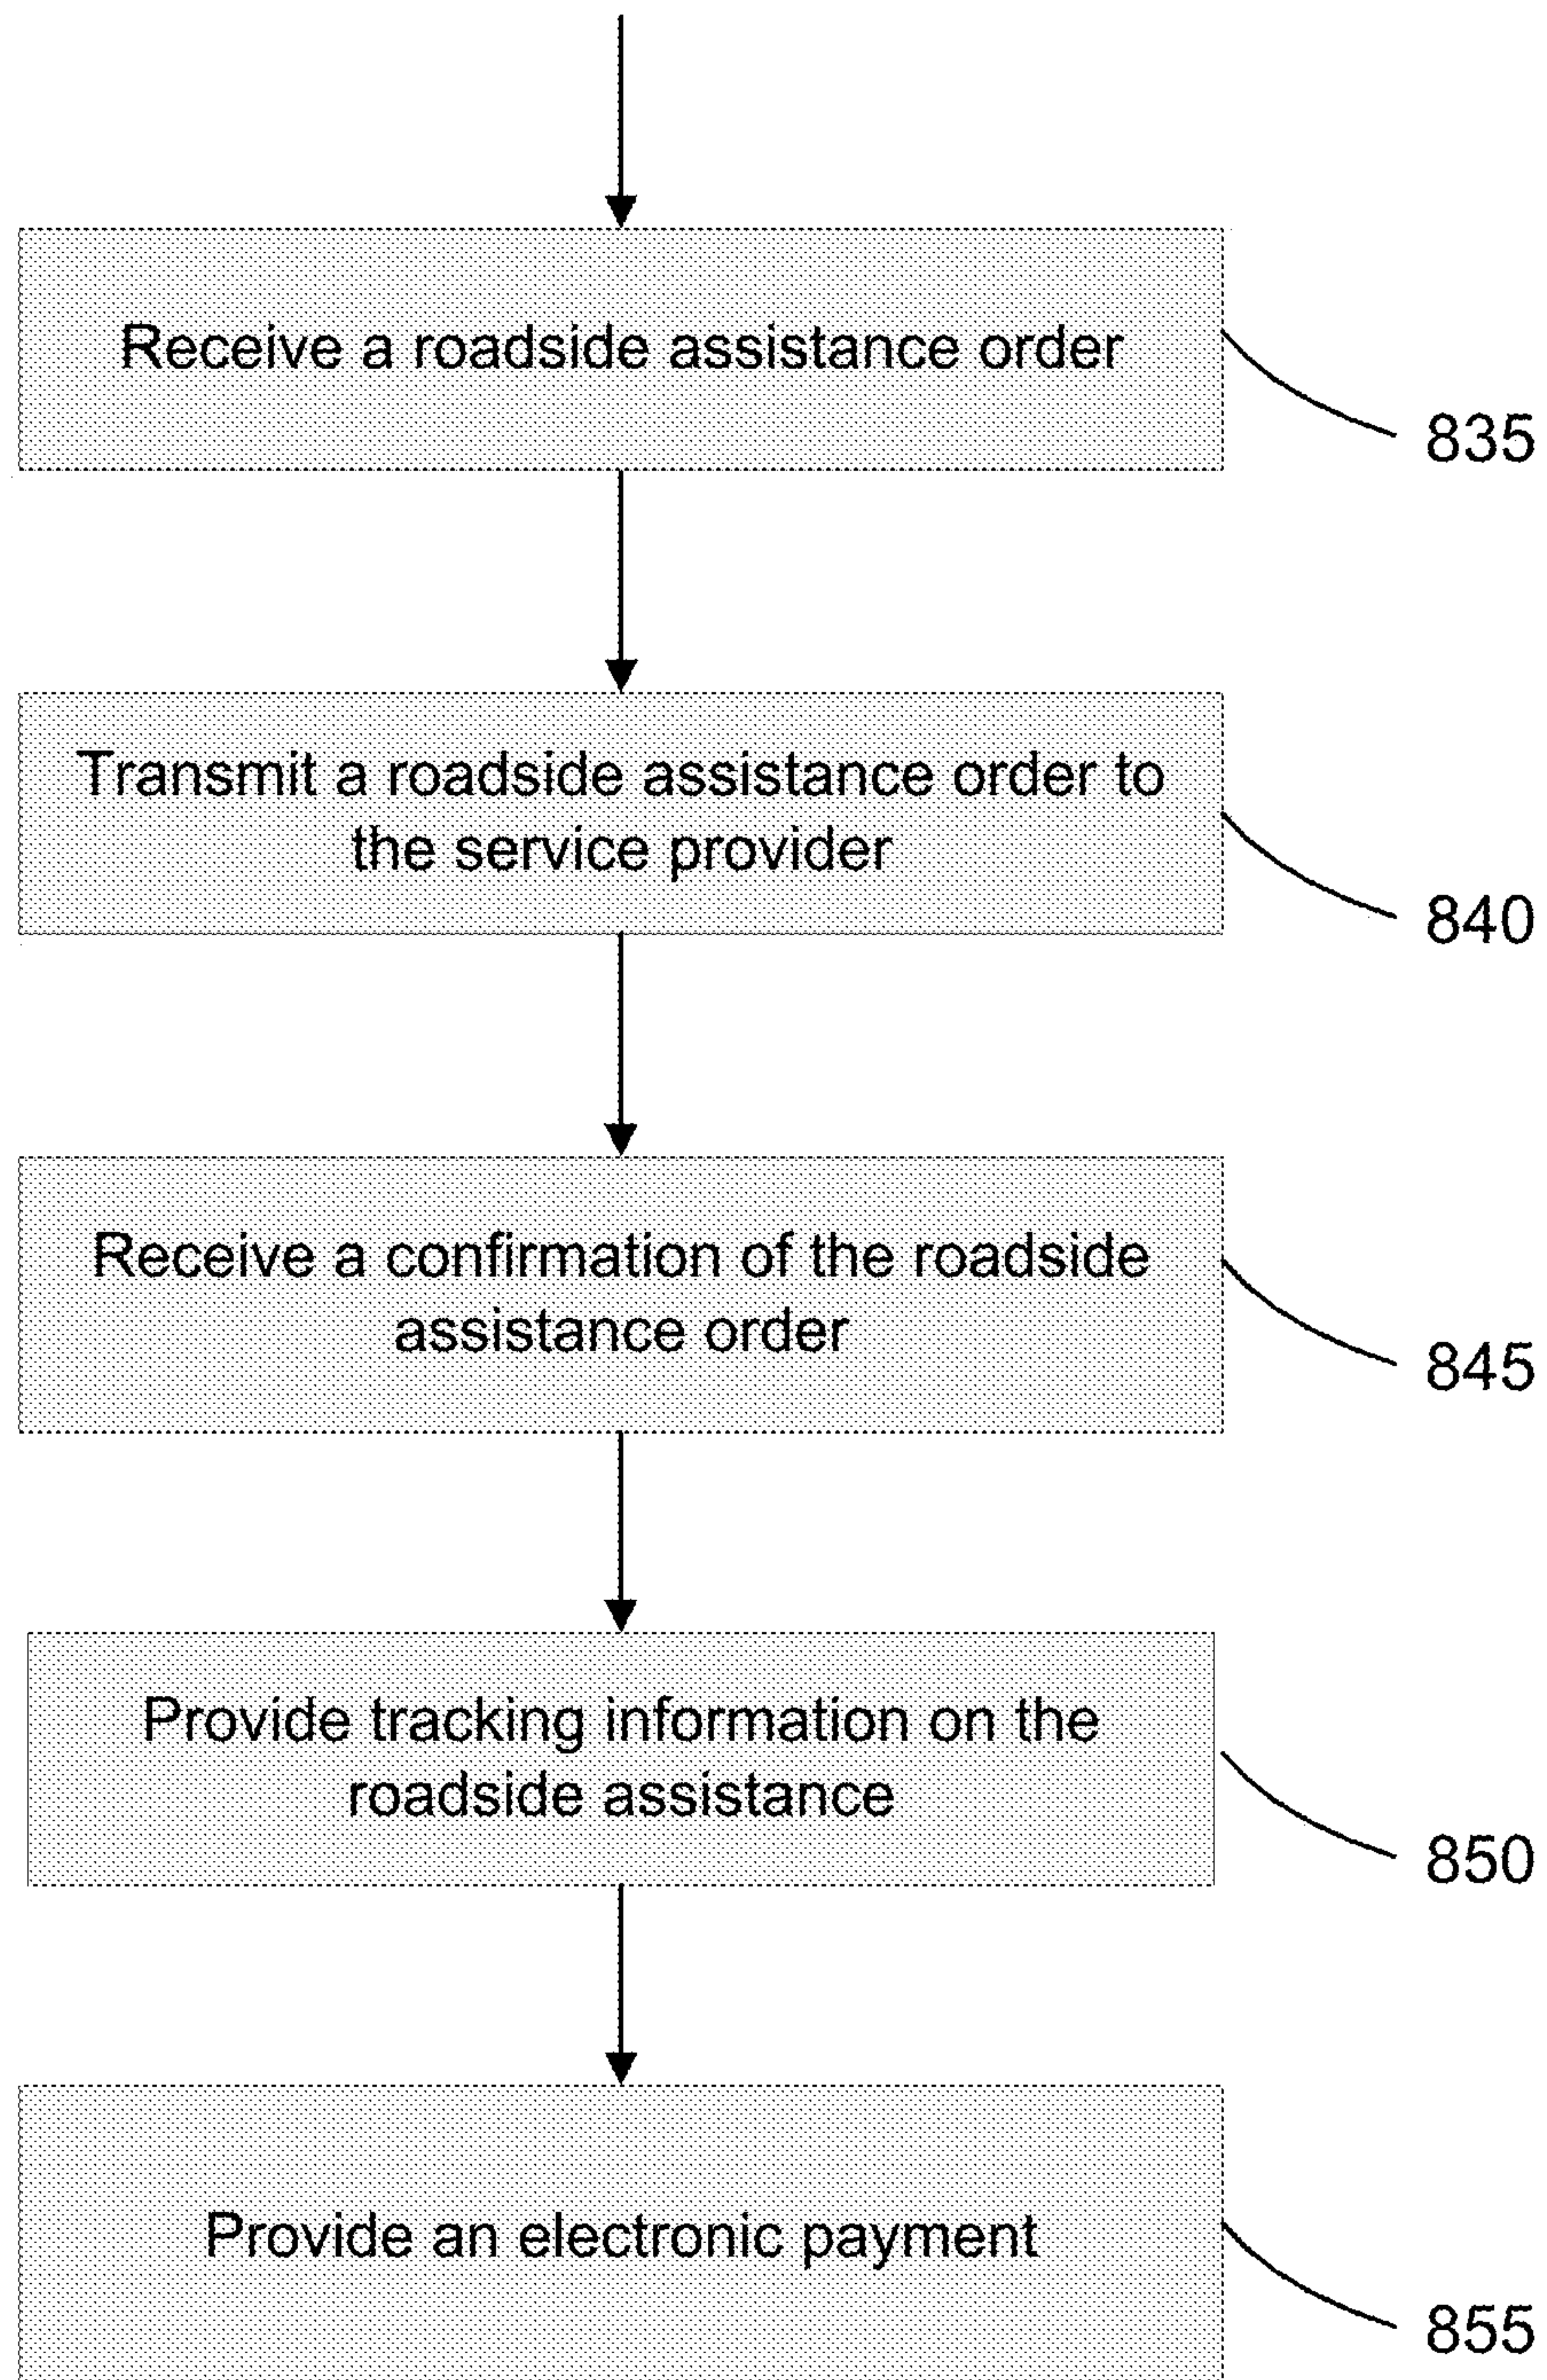 Receive a roadside assistance order
835
Transmit a roadside assistance order to
the service provider
840
Receive a confirmation of the roadside
assistance order
845
Provide tracking information on the
roadside assistance
850
Provide an electronic payment
855